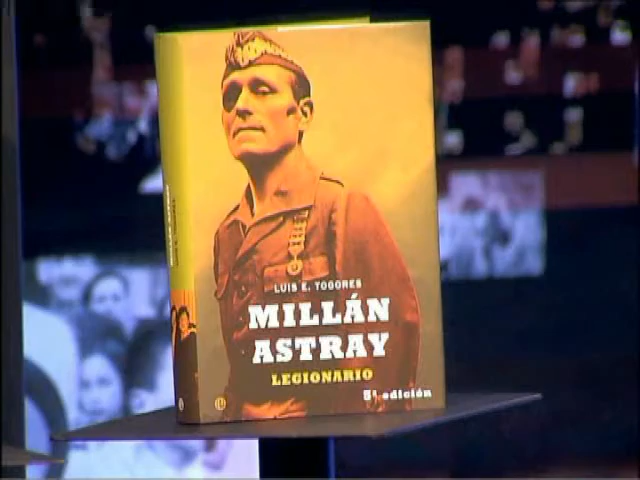 LUIS E. TOGORES
MILLÁN
ASTRAY
LEGIONARIO
5ª edición